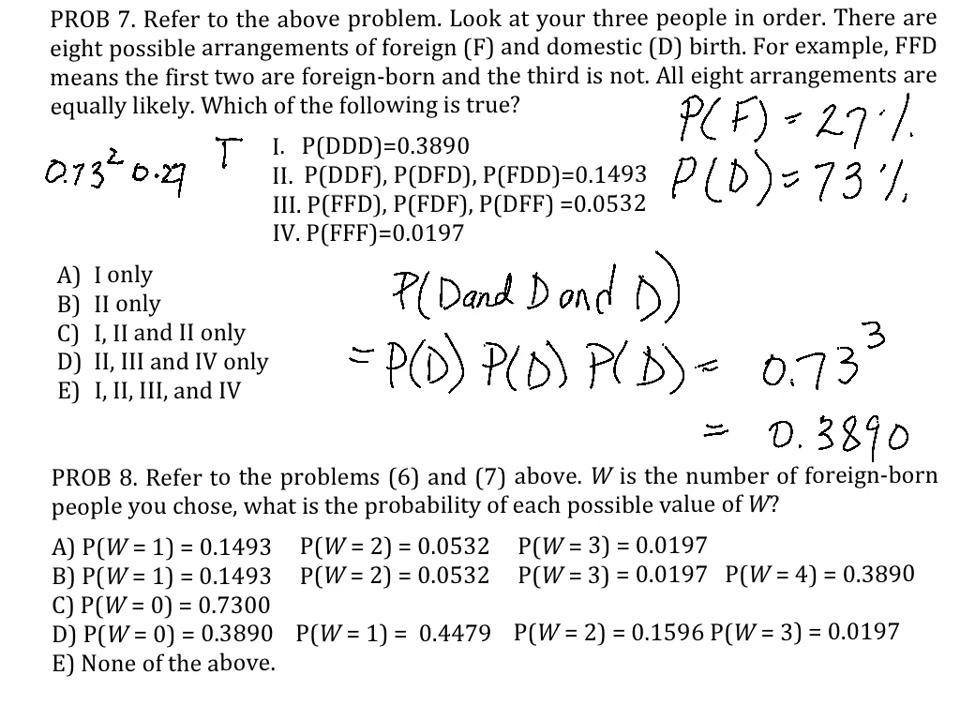 PROB 7. Refer to the above problem. Look at your three people in order. There are
eight possible arrangements of foreign (F) and domestic (D) birth. For example, FFD
means the first two are foreign-born and the third is not. All eight arrangements are
equally likely. Which of the following is true?
P(F) = 27%.
P(D) = 73%.
0.73² 0.27
T
I. P(DDD)=0.3890
II. P(DDF), P(DFD), P(FDD)=0.1493
III. P(FFD), P(FDF), P(DFF) =0.0532
IV. P(FFF)=0.0197
A) I only
B) II only
C) I, II and II only
D) II, III and IV only
E) I, II, III, and IV
P(D and D and D)
= P(D) P(D) P(D) = 0.73³
= 0.3890
PROB 8. Refer to the problems (6) and (7) above. W is the number of foreign-born
people you chose, what is the probability of each possible value of W?
A) P(W = 1) = 0.1493 P(W = 2) = 0.0532 P(W = 3) = 0.0197
B) P(W = 1) = 0.1493 P(W = 2) = 0.0532 P(W = 3) = 0.0197 P(W = 4) = 0.3890
C) P(W = 0) = 0.7300
D) P(W = 0) = 0.3890 P(W = 1) = 0.4479 P(W = 2) = 0.1596 P(W = 3) = 0.0197
E) None of the above.